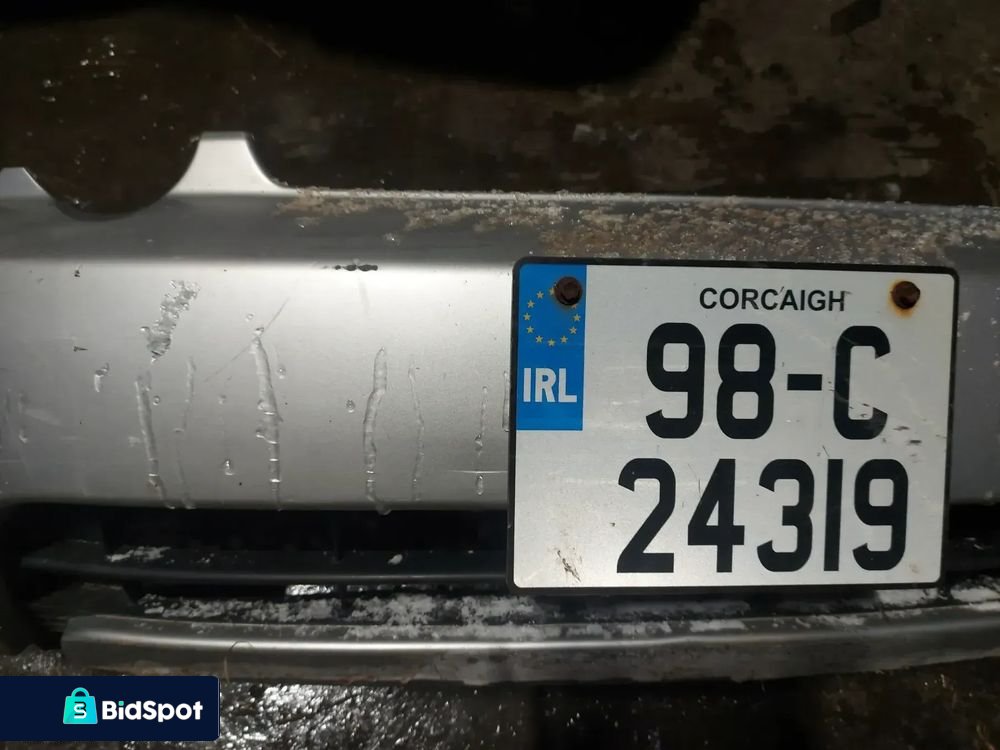 CORCAIGH
IRL
98-C
24319
BidSpot